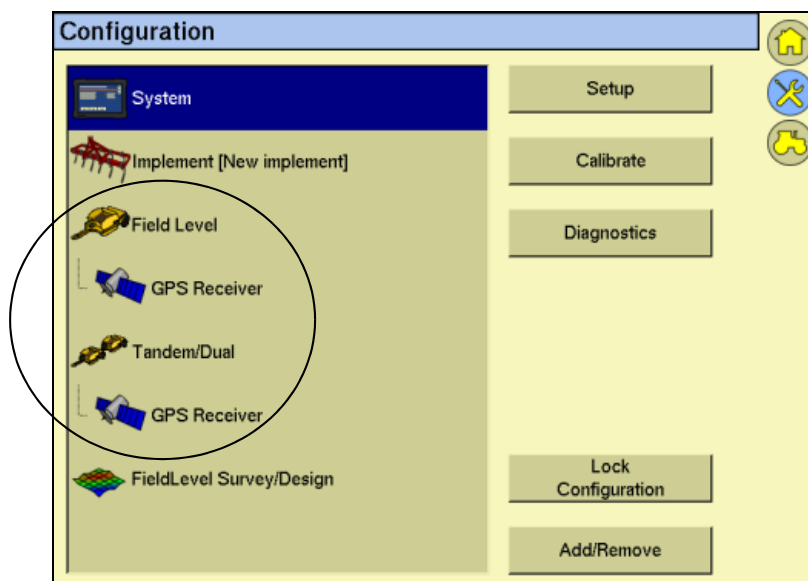 Configuration
System
Setup
Implement [New implement]
Calibrate
Field Level
Diagnostics
GPS Receiver
Tandem/Dual
GPS Receiver
FieldLevel Survey/Design
Lock
Configuration
Add/Remove